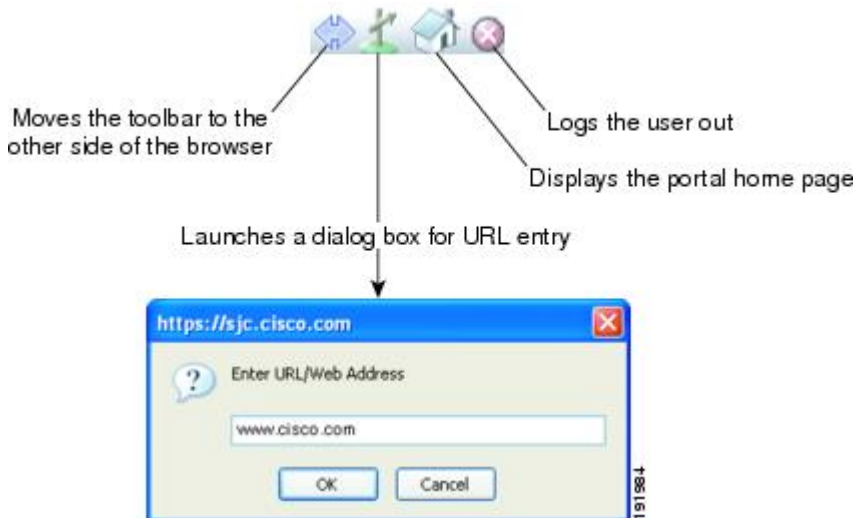 Moves the toolbar to the
other side of the browser
Logs the user out
Displays the portal home page
Launches a dialog box for URL entry
https://sjc.cisco.com
?
Enter URL/Web Address
www.cisco.com
OK
Cancel
191984